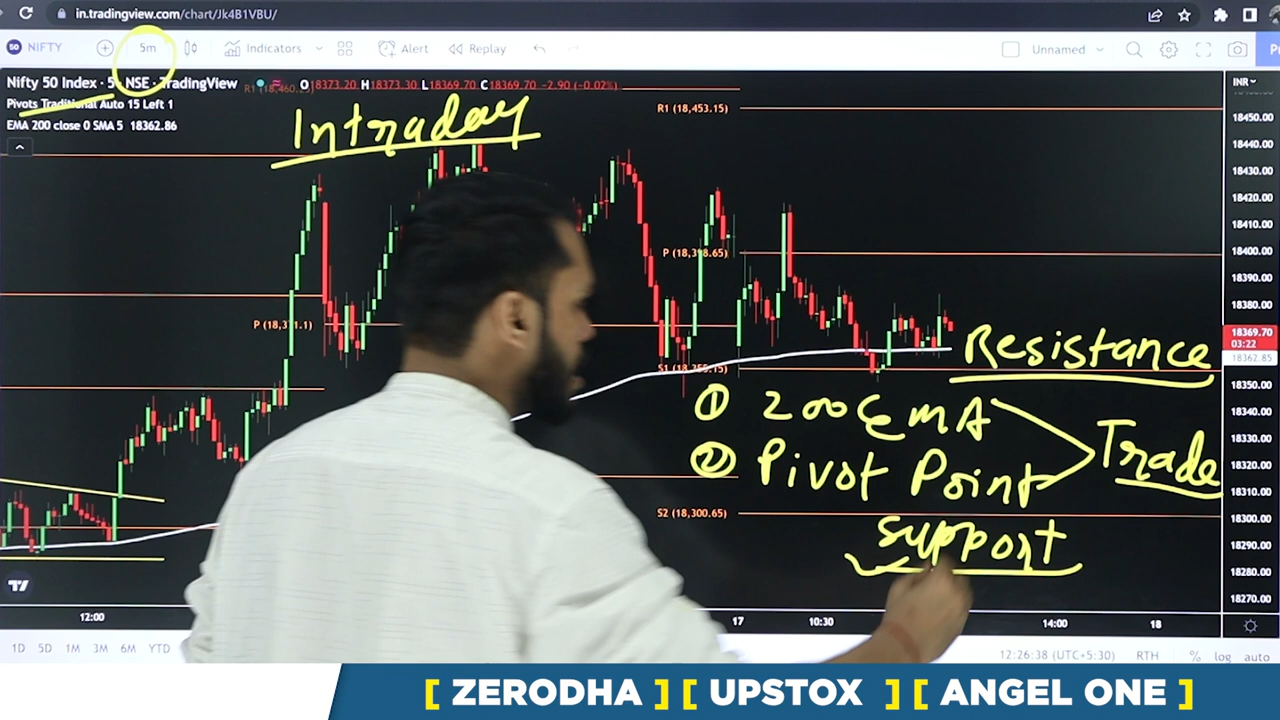 in.tradingview.com/chart/Jk4B1VBU/
50 NIFTY 5m Indicators Alert Replay Unnamed
Nifty 50 Index · 5 · NSE · TradingView O18373.20 H18373.30 L18369.70 C18369.70 -2.90 (-0.02%) INR
Pivots Traditional Auto 15 Left 1
EMA 200 close 0 SMA 5 18362.86
Intraday
R1 (18,453.15)
P (18,398.65)
P (18,371.1)
18450.00
18440.00
18430.00
18420.00
18410.00
18400.00
18390.00
18380.00
18369.70
03:22
18362.85
18350.00
18340.00
18330.00
18320.00
18310.00
18300.00
18290.00
18280.00
18270.00
Resistance
① 200 EMA
② Pivot Point
Trade
S2 (18,300.65)
Support
12:00 17 10:30 14:00 18
1D 5D 1M 3M 6M YTD 12:26:38 (UTC+5:30) RTH % log auto
[ ZERODHA ] [ UPSTOX ] [ ANGEL ONE ]